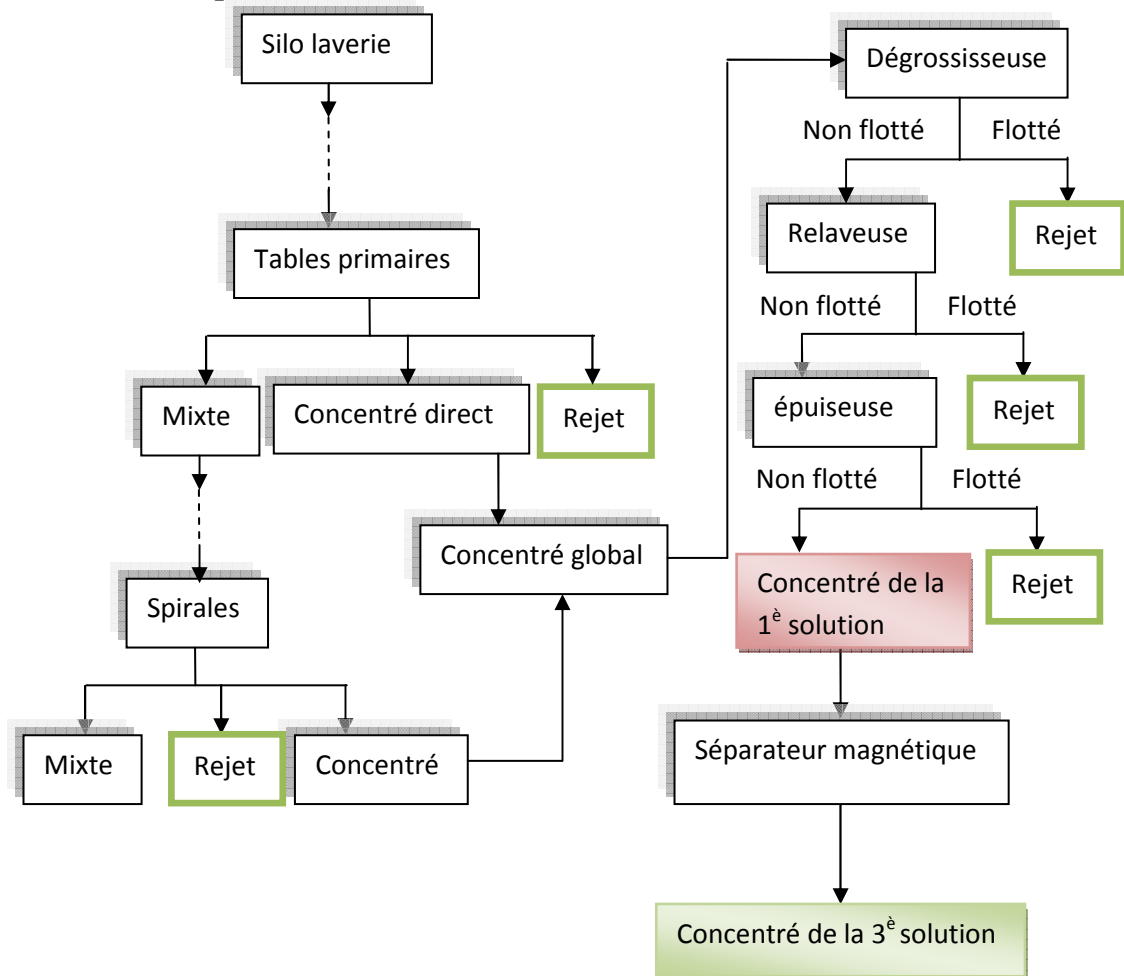 Silo laverie
Tables primaires
Mixte
Concentré direct
Rejet
Concentré global
Spirales
Mixte
Rejet
Concentré
Dégrossisseuse
Non flotté
Flotté
Relaveuse
Rejet
Non flotté
Flotté
épuiseuse
Rejet
Non flotté
Flotté
Concentré de la
1è solution
Rejet
Séparateur magnétique
Concentré de la 3è solution